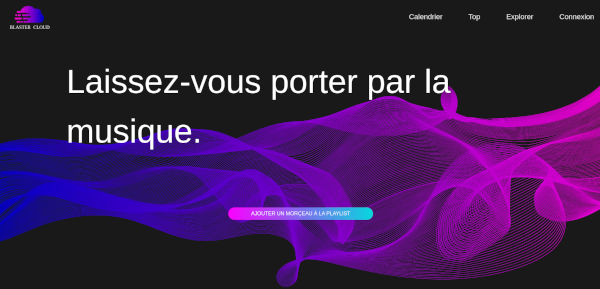 BLASTER CLOUD
Calendrier Top Explorer Connexion
Laissez-vous porter par la
musique.
AJOUTER UN MORCEAU À LA PLAYLIST